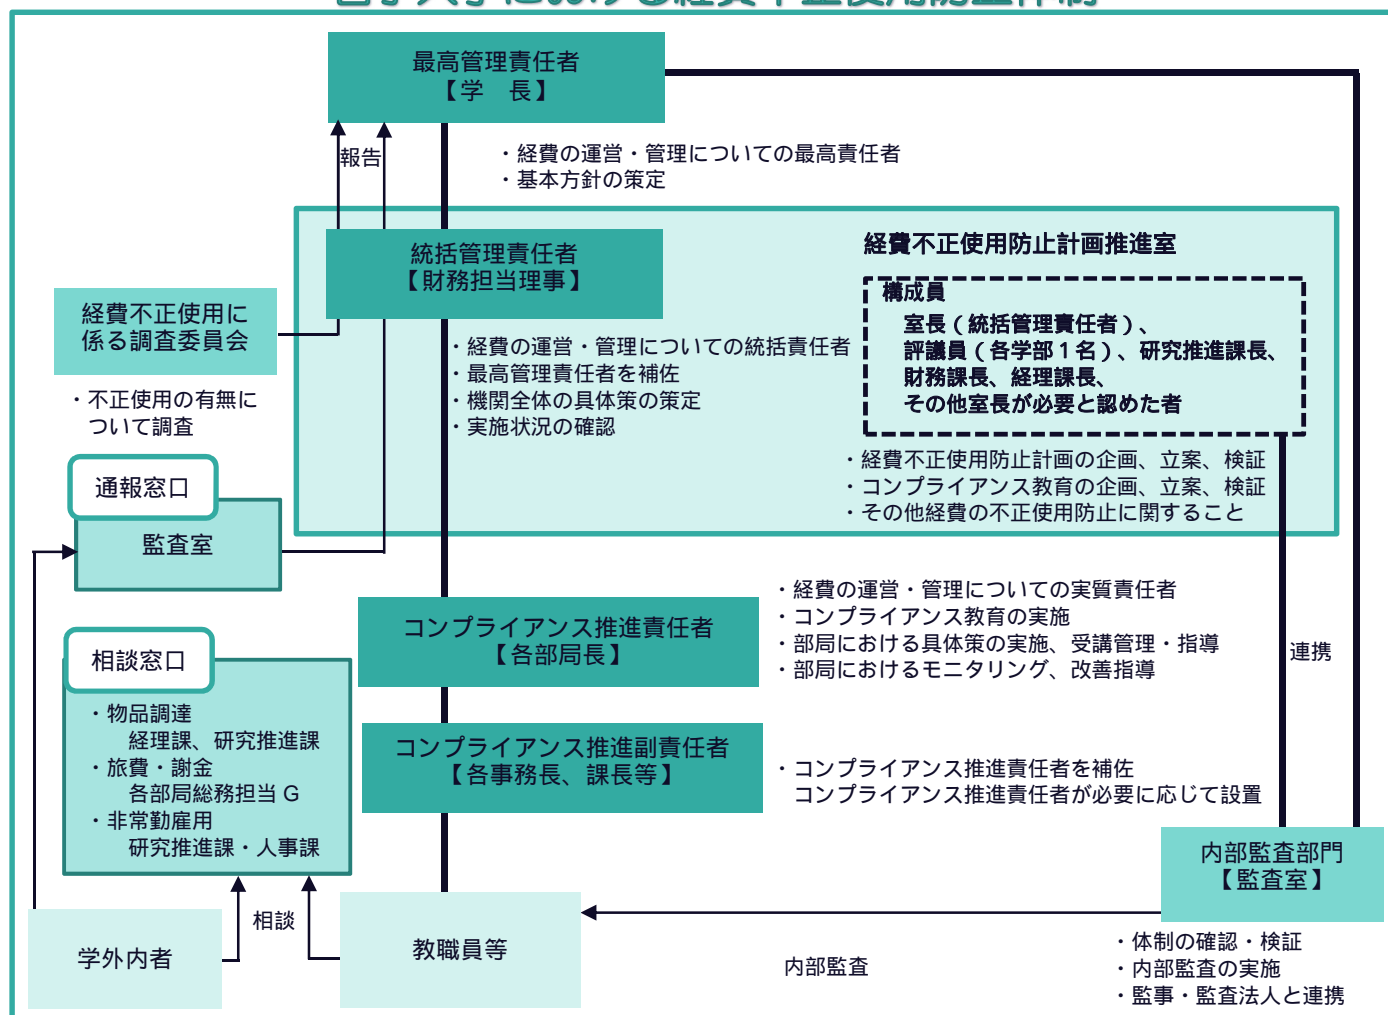 における経費不正使用防止体制
最高管理責任者
【学　長】
報告
・経費の運営・管理についての最高責任者
・基本方針の策定
統括管理責任者
【財務担当理事】
経費不正使用防止計画推進室
構成員
室長（統括管理責任者）、
評議員（各学部１名）、研究推進課長、
財務課長、経理課長、
その他室長が必要と認めた者
経費不正使用に
係る調査委員会
・不正使用の有無に
ついて調査
・経費の運営・管理についての統括責任者
・最高管理責任者を補佐
・機関全体の具体策の策定
・実施状況の確認
・経費不正使用防止計画の企画、立案、検証
・コンプライアンス教育の企画、立案、検証
・その他経費の不正使用防止に関すること
通報窓口
監査室
コンプライアンス推進責任者
【各部局長】
・経費の運営・管理についての実質責任者
・コンプライアンス教育の実施
・部局における具体策の実施、受講管理・指導
・部局におけるモニタリング、改善指導
連携
相談窓口
・物品調達
経理課、研究推進課
・旅費・謝金
各部局総務担当G
・非常勤雇用
研究推進課・人事課
コンプライアンス推進副責任者
【各事務長、課長等】
・コンプライアンス推進責任者を補佐
コンプライアンス推進責任者が必要に応じて設置
内部監査部門
【監査室】
学外内者
相談
教職員等
内部監査
・体制の確認・検証
・内部監査の実施
・監事・監査法人と連携